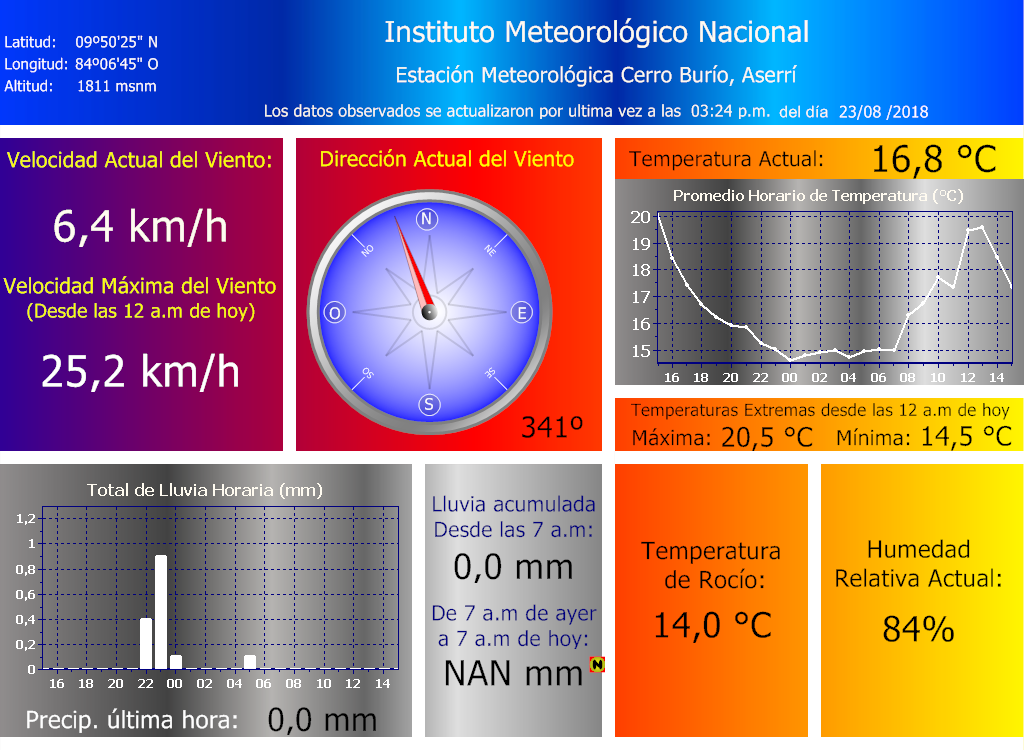 Instituto Meteorológico Nacional
Latitud: 09º50'25" N
Longitud: 84º06'45" O
Altitud: 1811 msnm
Estación Meteorológica Cerro Burío, Aserrí
Los datos observados se actualizaron por ultima vez a las 03:24 p.m. del día 23/08 /2018
Velocidad Actual del Viento:
6,4 km/h
Velocidad Máxima del Viento
(Desde las 12 a.m de hoy)
25,2 km/h
Dirección Actual del Viento
N
NO
NE
O
E
SO
SE
S
341º
Temperatura Actual: 16,8 °C
Promedio Horario de Temperatura (°C)
20
19
18
17
16
15
16 18 20 22 00 02 04 06 08 10 12 14
Temperaturas Extremas desde las 12 a.m de hoy
Máxima: 20,5 °C Mínima: 14,5 °C
Total de Lluvia Horaria (mm)
1,2
1
0,8
0,6
0,4
0,2
0
16 18 20 22 00 02 04 06 08 10 12 14
Precip. última hora: 0,0 mm
Lluvia acumulada
Desde las 7 a.m:
0,0 mm
De 7 a.m de ayer
a 7 a.m de hoy:
NAN mm
N
Temperatura
de Rocío:
14,0 °C
Humedad
Relativa Actual:
84%